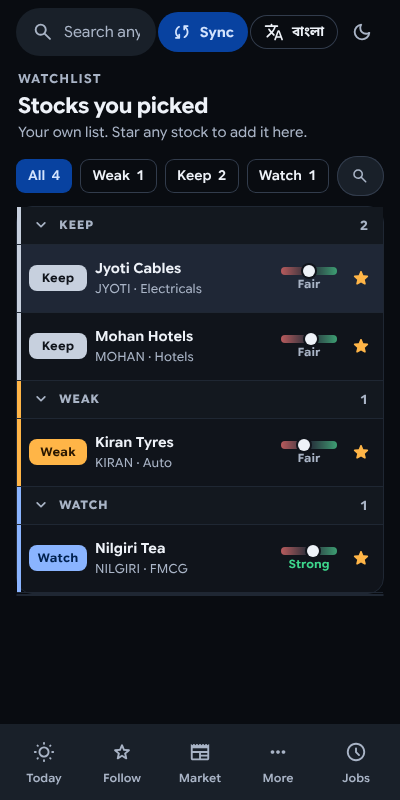 Search any
Sync
বাংলা
WATCHLIST
Stocks you picked
Your own list. Star any stock to add it here.
All 4
Weak 1
Keep 2
Watch 1
KEEP 2
Keep
Jyoti Cables
JYOTI · Electricals
Fair
Keep
Mohan Hotels
MOHAN · Hotels
Fair
WEAK 1
Weak
Kiran Tyres
KIRAN · Auto
Fair
WATCH 1
Watch
Nilgiri Tea
NILGIRI · FMCG
Strong
Today
Follow
Market
More
Jobs